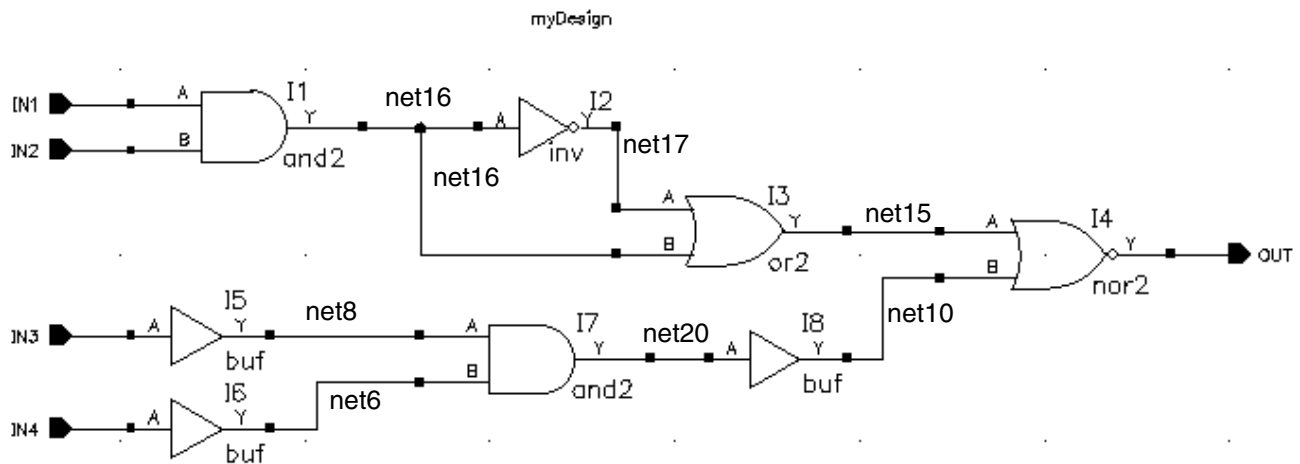 myDesign
IN1
A
I1
Y
net16
A
I2
Y
IN2
B
and2
net16
inv
net17
A
I3
Y
net15
A
I4
Y
B
or2
B
nor2
OUT
IN3
A
I5
Y
net8
A
I7
Y
net20
A
I8
Y
net10
buf
B
and2
buf
IN4
A
I6
Y
net6
buf